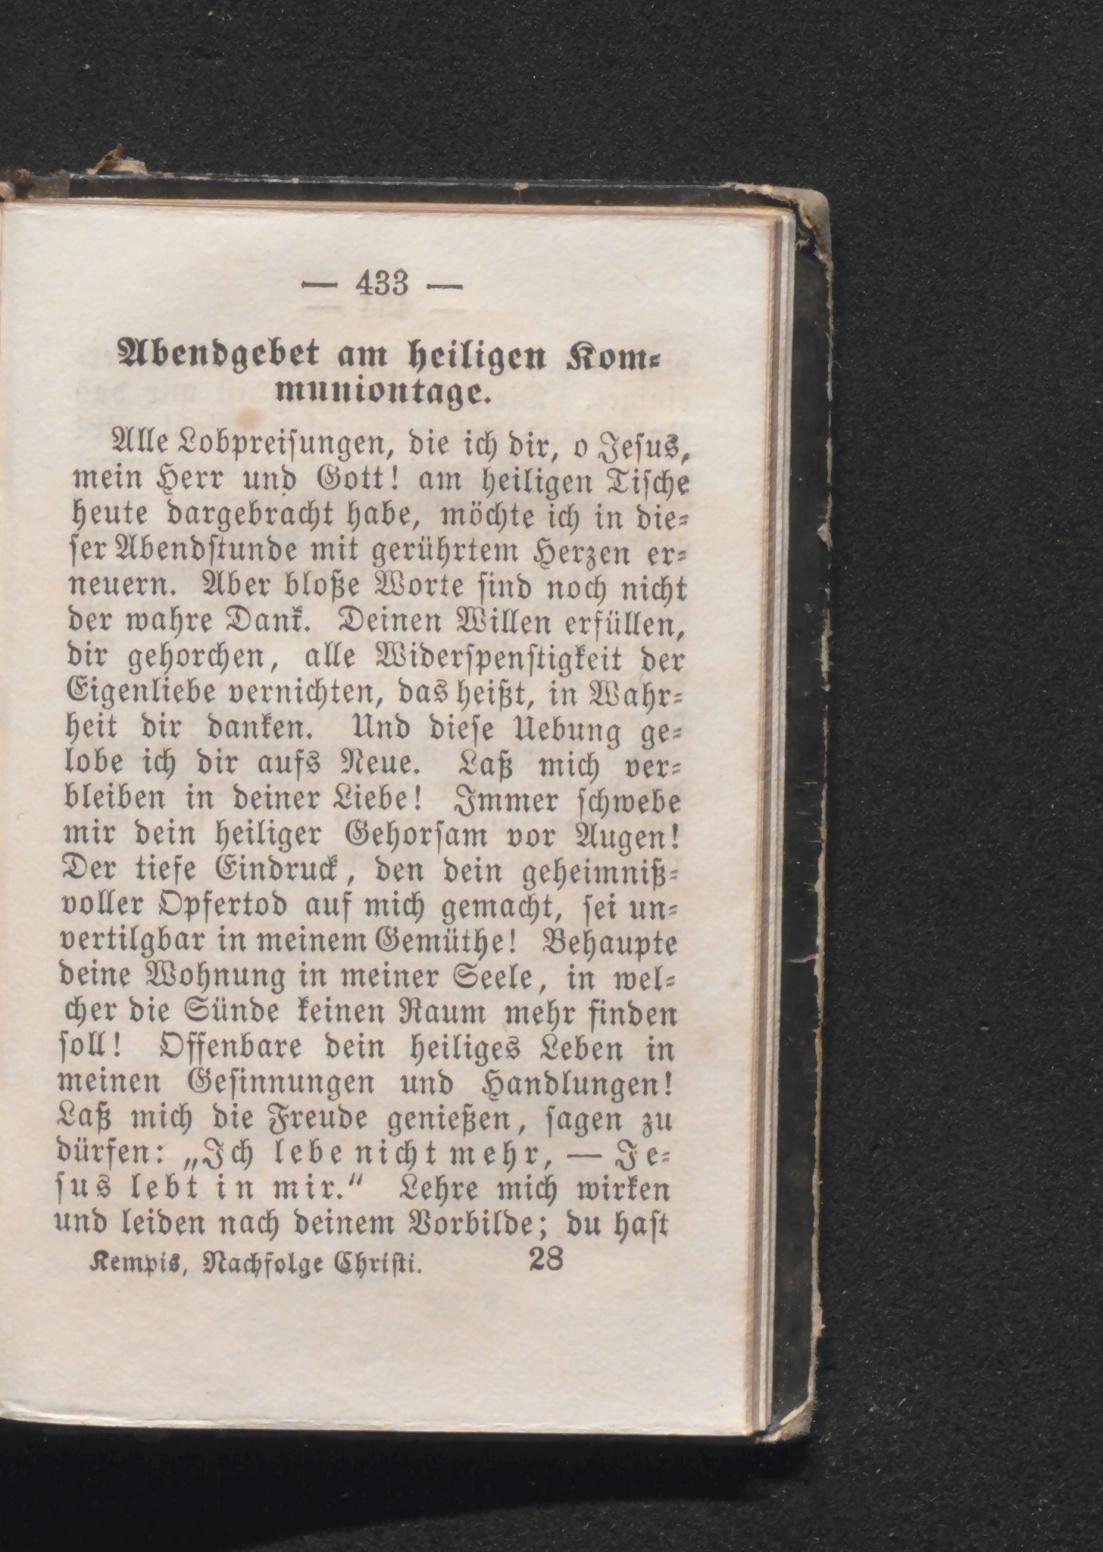 — 433 —
Abendgebet am heiligen Kom-
muniontage.
Alle Lobpreisungen, die ich dir, o Jesus,
mein Herr und Gott! am heiligen Tische
heute dargebracht habe, möchte ich in die-
ser Abendstunde mit gerührtem Herzen er-
neuern. Aber bloße Worte sind noch nicht
der wahre Dank. Deinen Willen erfüllen,
dir gehorchen, alle Widerspenstigkeit der
Eigenliebe vernichten, das heißt, in Wahr-
heit dir danken. Und diese Uebung ge-
lobe ich dir aufs Neue. Laß mich ver-
bleiben in deiner Liebe! Immer schwebe
mir dein heiliger Gehorsam vor Augen!
Der tiefe Eindruck, den dein geheimniß-
voller Opfertod auf mich gemacht, sei un-
vertilgbar in meinem Gemüthe! Behaupte
deine Wohnung in meiner Seele, in wel-
cher die Sünde keinen Raum mehr finden
soll! Offenbare dein heiliges Leben in
meinen Gesinnungen und Handlungen!
Laß mich die Freude genießen, sagen zu
dürfen: „Ich lebe nicht mehr, — Je-
sus lebt in mir.“ Lehre mich wirken
und leiden nach deinem Vorbilde; du hast
Kempis, Nachfolge Christi. 28